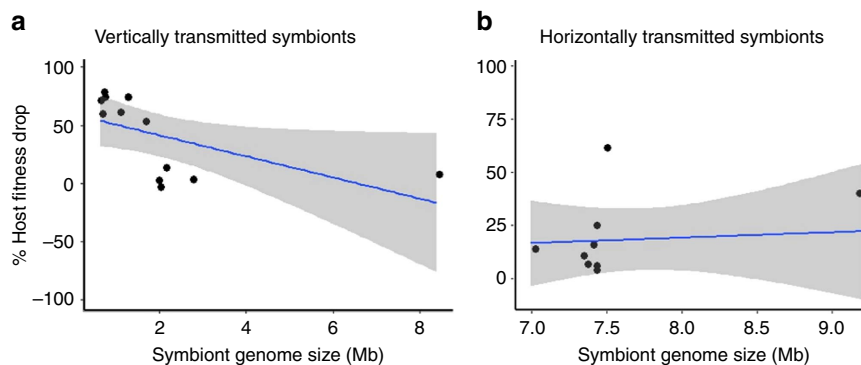 a
Vertically transmitted symbionts
100
50
0
−50
−100
% Host fitness drop
2 4 6 8
Symbiont genome size (Mb)
b
Horizontally transmitted symbionts
100
75
50
25
0
7.0 7.5 8.0 8.5 9.0
Symbiont genome size (Mb)